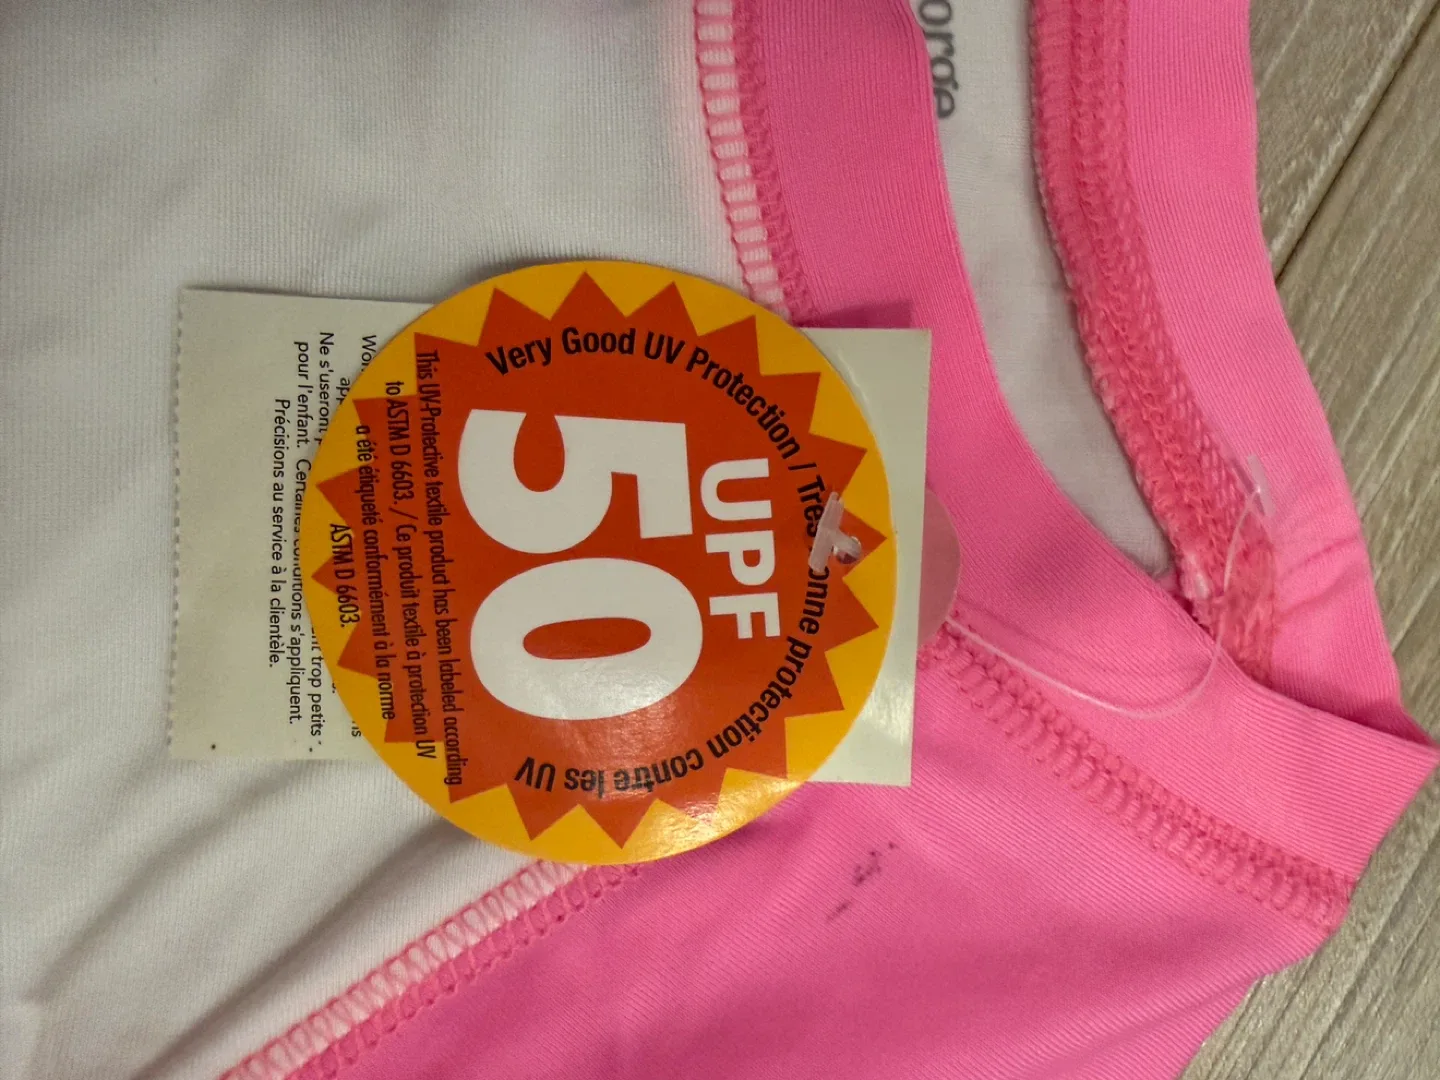 orge
Very Good UV Protection / Très bonne protection contre les UV
UPF
50
This UV-Protective textile product has been labeled according
to ASTM D 6603. / Ce produit textile à protection UV
a été étiqueté conformément à la norme
ASTM D 6603.
Ne s'useront
trop petits
pour l'enfant. Certaines conditions s'appliquent.
Précisions au service à la clientèle.